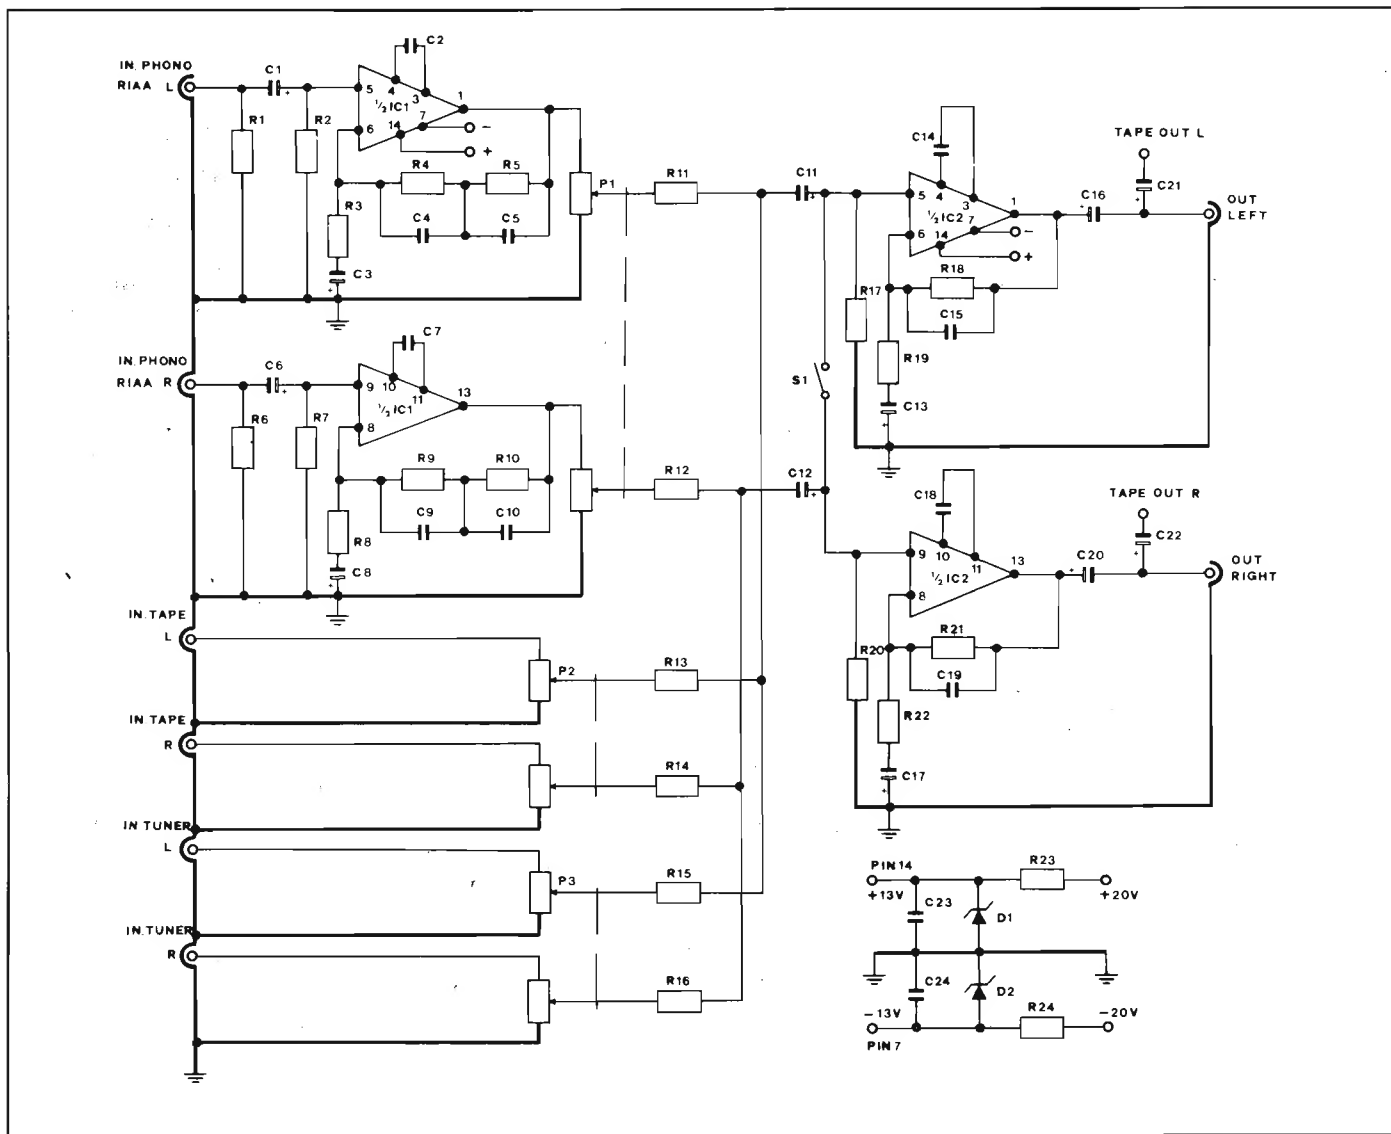 IN. PHONO
RIAA L
C1
+
R1
R2
C2
5
4
½ IC1
3
1
6
14
7
-
+
R4
R5
R3
C4
C5
C3
+
P1
R11
C11
+
C14
5
4
½ IC2
3
1
6
14
7
-
+
R18
C15
R17
R19
C13
+
C16
+
TAPE OUT L
C21
+
OUT
LEFT
IN. PHONO
RIAA R
C6
+
R6
R7
C7
9
10
½ IC1
11
13
8
R9
R10
R8
C9
C10
C8
+
R12
C12
+
S1
C18
9
10
½ IC2
11
13
8
R21
C19
R20
R22
C17
+
C20
+
TAPE OUT R
C22
+
OUT
RIGHT
IN. TAPE
L
P2
R13
IN. TAPE
R
R14
IN. TUNER
L
P3
R15
IN. TUNER
R
R16
PIN 14
+13V
C23
D1
R23
+20V
C24
D2
R24
-13V
PIN 7
-20V